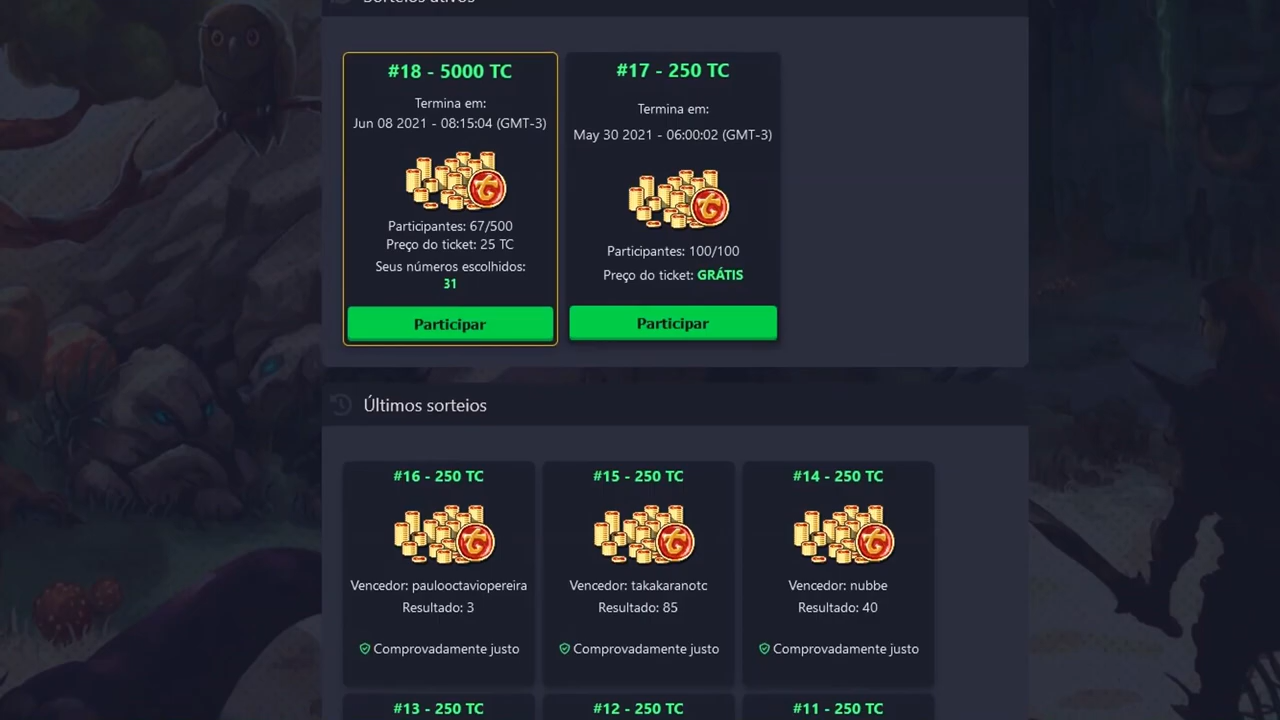 Sorteios ativos
#18 - 5000 TC
Termina em:
Jun 08 2021 - 08:15:04 (GMT-3)
Participantes: 67/500
Preço do ticket: 25 TC
Seus números escolhidos:
31
Participar
#17 - 250 TC
Termina em:
May 30 2021 - 06:00:02 (GMT-3)
Participantes: 100/100
Preço do ticket: GRÁTIS
Participar
Últimos sorteios
#16 - 250 TC
Vencedor: paulooctaviopereira
Resultado: 3
Comprovadamente justo
#15 - 250 TC
Vencedor: takakaranotc
Resultado: 85
Comprovadamente justo
#14 - 250 TC
Vencedor: nubbe
Resultado: 40
Comprovadamente justo
#13 - 250 TC
#12 - 250 TC
#11 - 250 TC